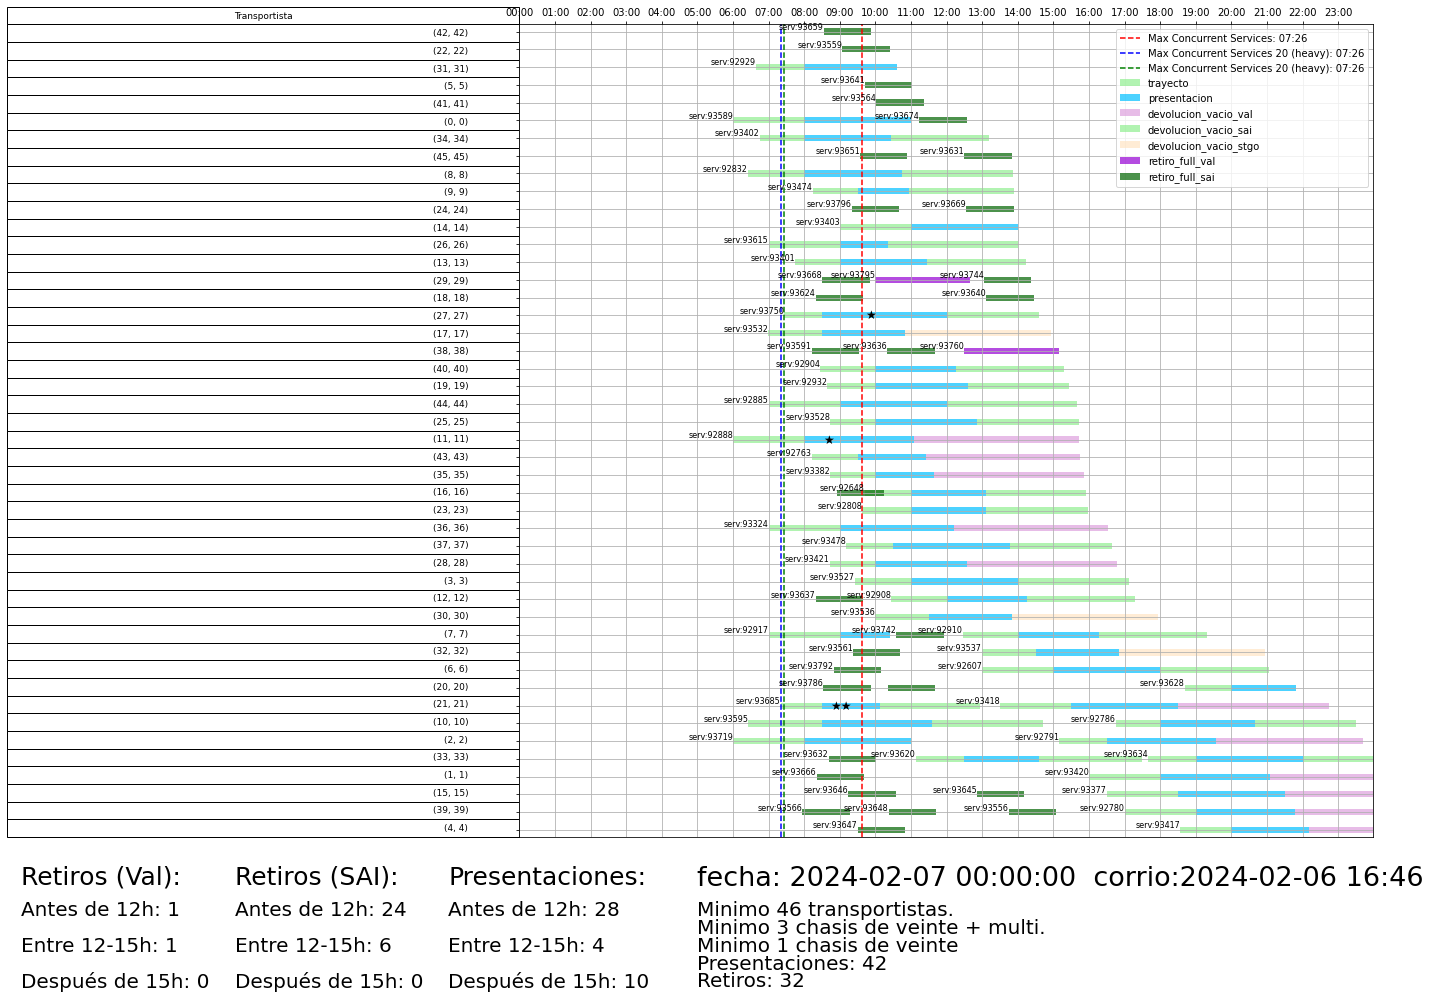 Transportista
00:00 01:00 02:00 03:00 04:00 05:00 06:00 07:00 08:00 09:00 10:00 11:00 12:00 13:00 14:00 15:00 16:00 17:00 18:00 19:00 20:00 21:00 22:00 23:00
(42, 42) serv:93659
(22, 22) serv:93559
(31, 31) serv:92929
(5, 5) serv:93641
(41, 41) serv:93564
(0, 0) serv:93589 serv:93674
(34, 34) serv:93402
(45, 45) serv:93651 serv:93631
(8, 8) serv:92832
(9, 9) serv:93474
(24, 24) serv:93796 serv:93669
(14, 14) serv:93403
(26, 26) serv:93615
(13, 13) serv:93401
(29, 29) serv:93668 serv:93795 serv:93744
(18, 18) serv:93624 serv:93640
(27, 27) serv:93750
(17, 17) serv:93532
(38, 38) serv:93591 serv:93636 serv:93760
(40, 40) serv:92904
(19, 19) serv:92932
(44, 44) serv:92885
(25, 25) serv:93528
(11, 11) serv:92888
(43, 43) serv:92763
(35, 35) serv:93382
(16, 16) serv:92648
(23, 23) serv:92808
(36, 36) serv:93324
(37, 37) serv:93478
(28, 28) serv:93421
(3, 3) serv:93527
(12, 12) serv:93637 serv:92908
(30, 30) serv:93536
(7, 7) serv:92917 serv:93742 serv:92910
(32, 32) serv:93561 serv:93537
(6, 6) serv:93792 serv:92607
(20, 20) serv:93786 serv:93628
(21, 21) serv:93685 serv:93418
(10, 10) serv:93595 serv:92786
(2, 2) serv:93719 serv:92791
(33, 33) serv:93632 serv:93620 serv:93634
(1, 1) serv:93666 serv:93420
(15, 15) serv:93646 serv:93645 serv:93377
(39, 39) serv:93566 serv:93648 serv:93556 serv:92780
(4, 4) serv:93647 serv:93417
Max Concurrent Services: 07:26
Max Concurrent Services 20 (heavy): 07:26
Max Concurrent Services 20 (heavy): 07:26
trayecto
presentacion
devolucion_vacio_val
devolucion_vacio_sai
devolucion_vacio_stgo
retiro_full_val
retiro_full_sai
Retiros (Val):
Antes de 12h: 1
Entre 12-15h: 1
Después de 15h: 0
Retiros (SAI):
Antes de 12h: 24
Entre 12-15h: 6
Después de 15h: 0
Presentaciones:
Antes de 12h: 28
Entre 12-15h: 4
Después de 15h: 10
fecha: 2024-02-07 00:00:00  corrio:2024-02-06 16:46
Minimo 46 transportistas.
Minimo 3 chasis de veinte + multi.
Minimo 1 chasis de veinte
Presentaciones: 42
Retiros: 32